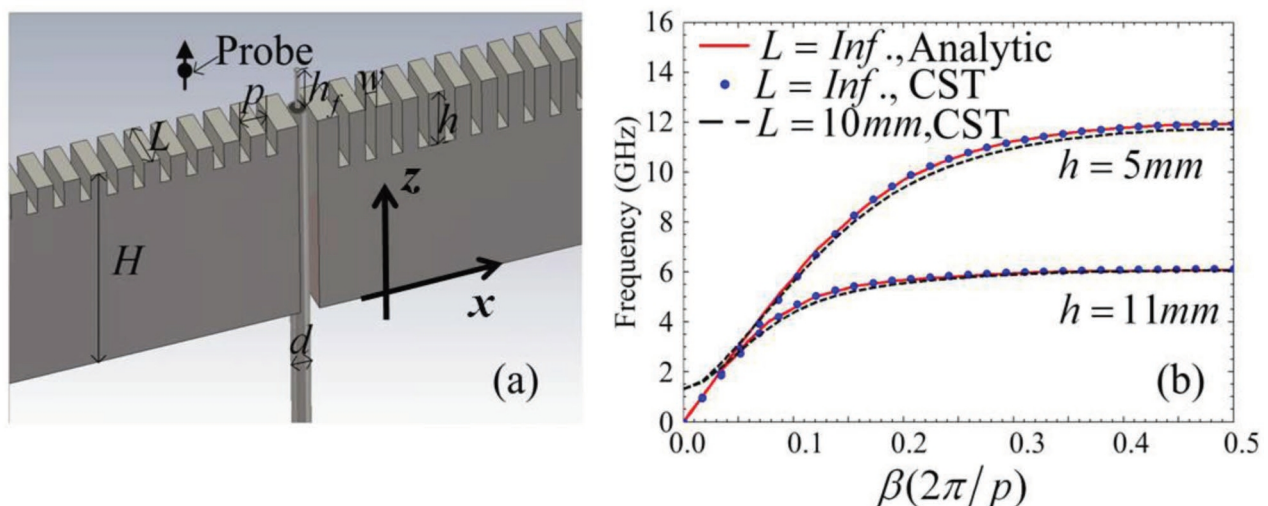 Probe
h_f
p
w
L
h
z
H
x
d
(a)
16
14
12
10
8
6
4
2
0
Frequency (GHz)
L = Inf .,Analytic
L = Inf ., CST
L = 10mm,CST
h = 5mm
h = 11mm
(b)
0.0 0.1 0.2 0.3 0.4 0.5
β(2π/p)